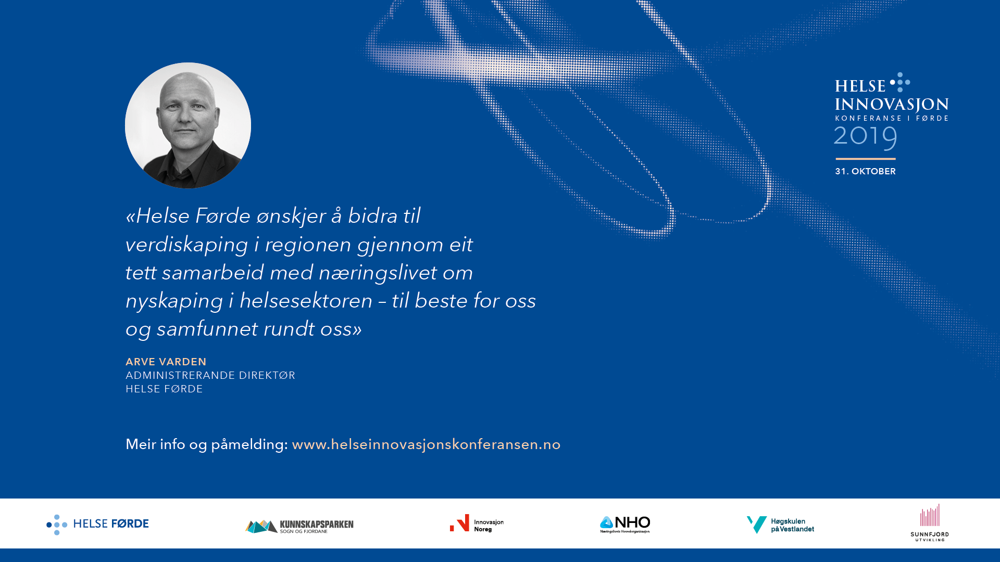 HELSE
INNOVASJON
KONFERANSE I FØRDE
2019
31. OKTOBER
«Helse Førde ønskjer å bidra til
verdiskaping i regionen gjennom eit
tett samarbeid med næringslivet om
nyskaping i helsesektoren – til beste for oss
og samfunnet rundt oss»
ARVE VARDEN
ADMINISTRERANDE DIREKTØR
HELSE FØRDE
Meir info og påmelding: www.helseinnovasjonskonferansen.no
HELSE FØRDE
KUNNSKAPSPARKEN
SOGN OG FJORDANE
Innovasjon
Noreg
NHO
Næringslivets Hovedorganisasjon
Høgskulen
på Vestlandet
SUNNFJORD
UTVIKLING